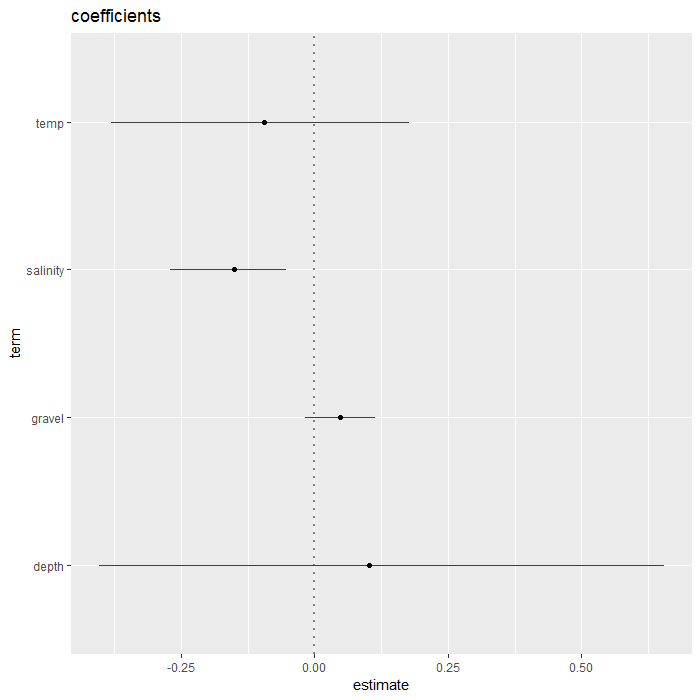 coefficients
term
temp
salinity
gravel
depth
-0.25 0.00 0.25 0.50
estimate